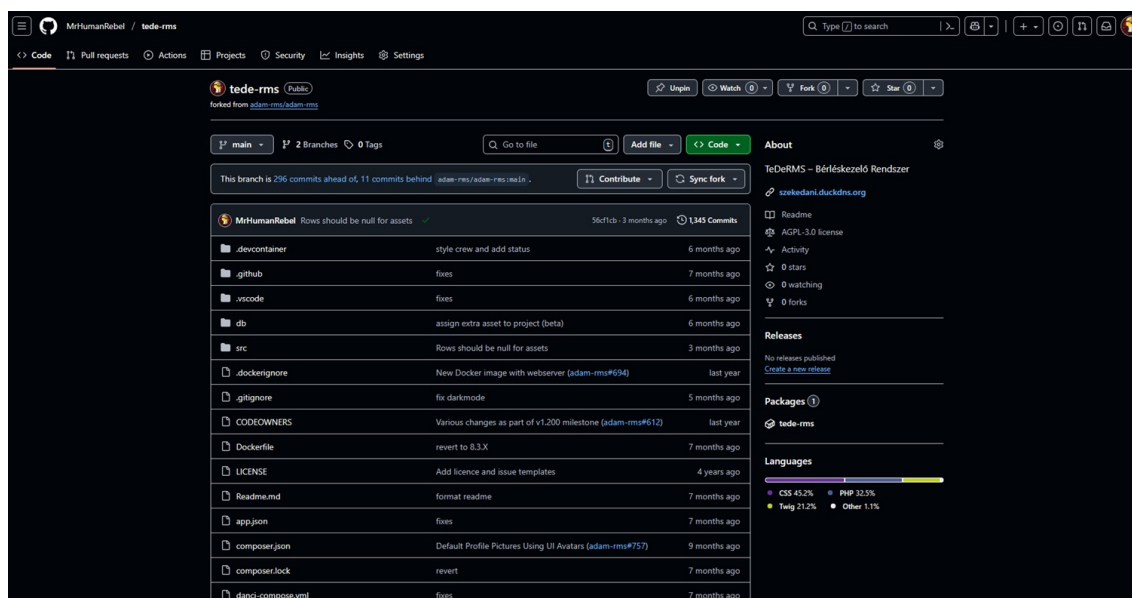 MrHumanRebel / tede-rms
Type / to search
<> Code Pull requests Actions Projects Security Insights Settings
tede-rms Public
forked from adam-rms/adam-rms
Unpin Watch 0 Fork 0 Star 0
main 2 Branches 0 Tags Go to file t Add file <> Code
This branch is 296 commits ahead of, 11 commits behind adam-rms/adam-rms:main .
Contribute Sync fork
MrHumanRebel Rows should be null for assets 56cf1cb · 3 months ago 1,345 Commits
.devcontainer style crew and add status 6 months ago
.github fixes 7 months ago
.vscode fixes 6 months ago
db assign extra asset to project (beta) 6 months ago
src Rows should be null for assets 3 months ago
.dockerignore New Docker image with webserver (adam-rms#694) last year
.gitignore fix darkmode 5 months ago
CODEOWNERS Various changes as part of v1.200 milestone (adam-rms#612) last year
Dockerfile revert to 8.3.X 7 months ago
LICENSE Add licence and issue templates 4 years ago
Readme.md format readme 7 months ago
app.json fixes 7 months ago
composer.json Default Profile Pictures Using UI Avatars (adam-rms#757) 9 months ago
composer.lock revert 7 months ago
danci-compose.yml fixes 7 months ago
About
TeDeRMS – Bérléskezelő Rendszer
szekedani.duckdns.org
Readme
AGPL-3.0 license
Activity
0 stars
0 watching
0 forks
Releases
No releases published
Create a new release
Packages 1
tede-rms
Languages
CSS 45.2% PHP 32.5%
Twig 21.2% Other 1.1%